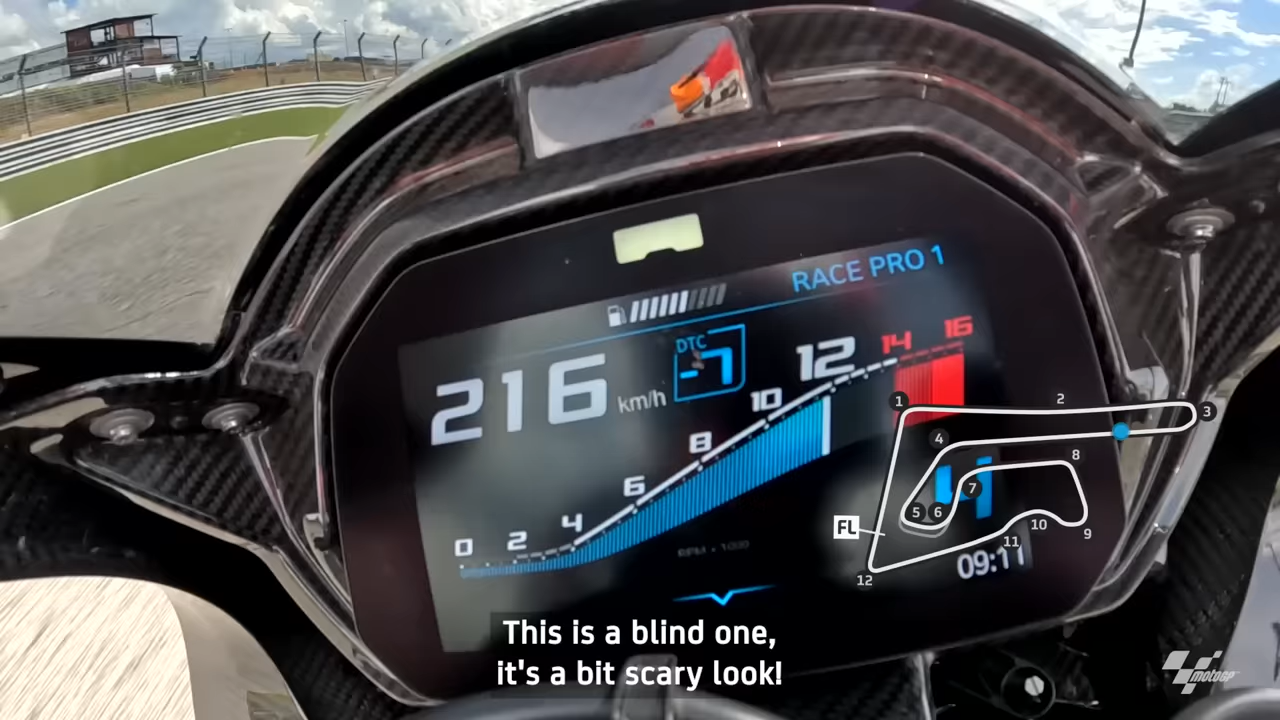 RACE PRO 1
216 km/h
DTC
-7
0 2 4 6 8 10 12 14 16
RPM × 1000
09:11
1
2
3
4
5
6
7
8
9
10
11
12
FL
This is a blind one,
it's a bit scary look!
motoGP